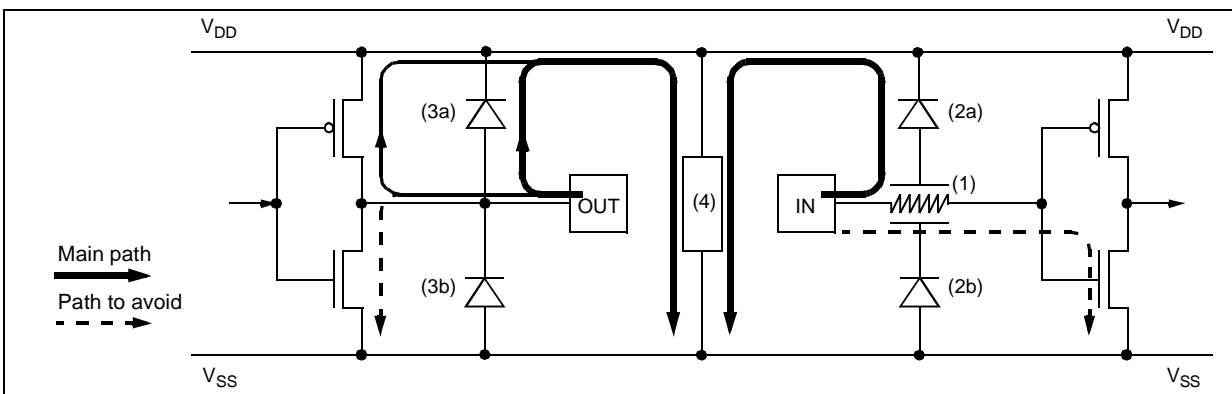 VDD VDD
(3a) (2a)
(1)
OUT (4) IN
Main path
(3b) (2b)
Path to avoid
VSS VSS